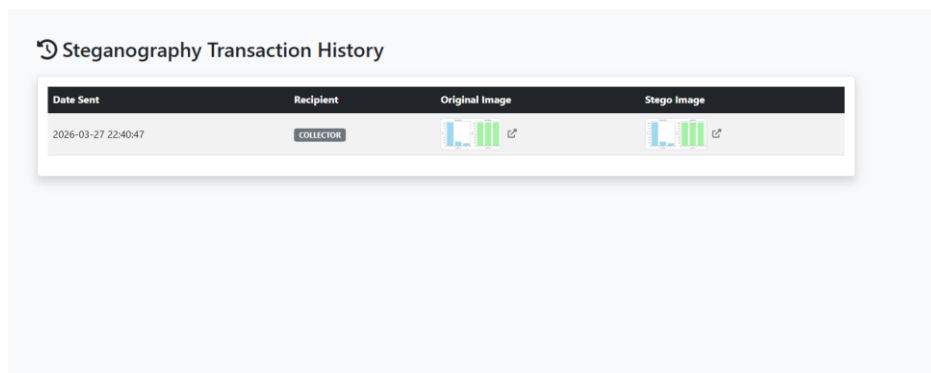 Steganography Transaction History
Date Sent Recipient Original Image Stego Image
2026-03-27 22:40:47 COLLECTOR